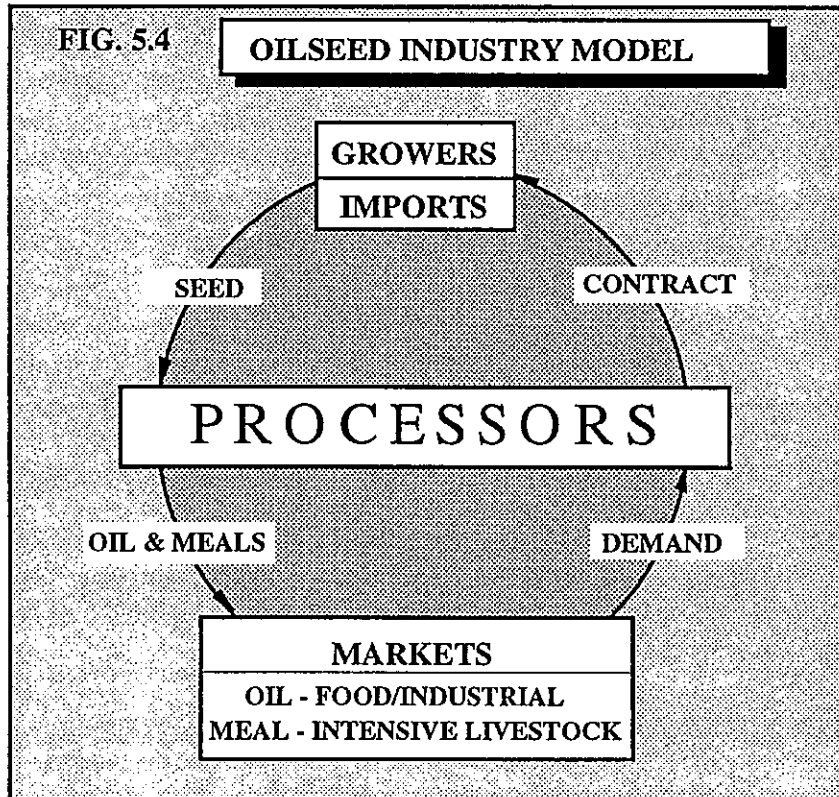 FIG. 5.4
OILSEED INDUSTRY MODEL
GROWERS
IMPORTS
SEED
CONTRACT
PROCESSORS
OIL & MEALS
DEMAND
MARKETS
OIL - FOOD/INDUSTRIAL
MEAL - INTENSIVE LIVESTOCK